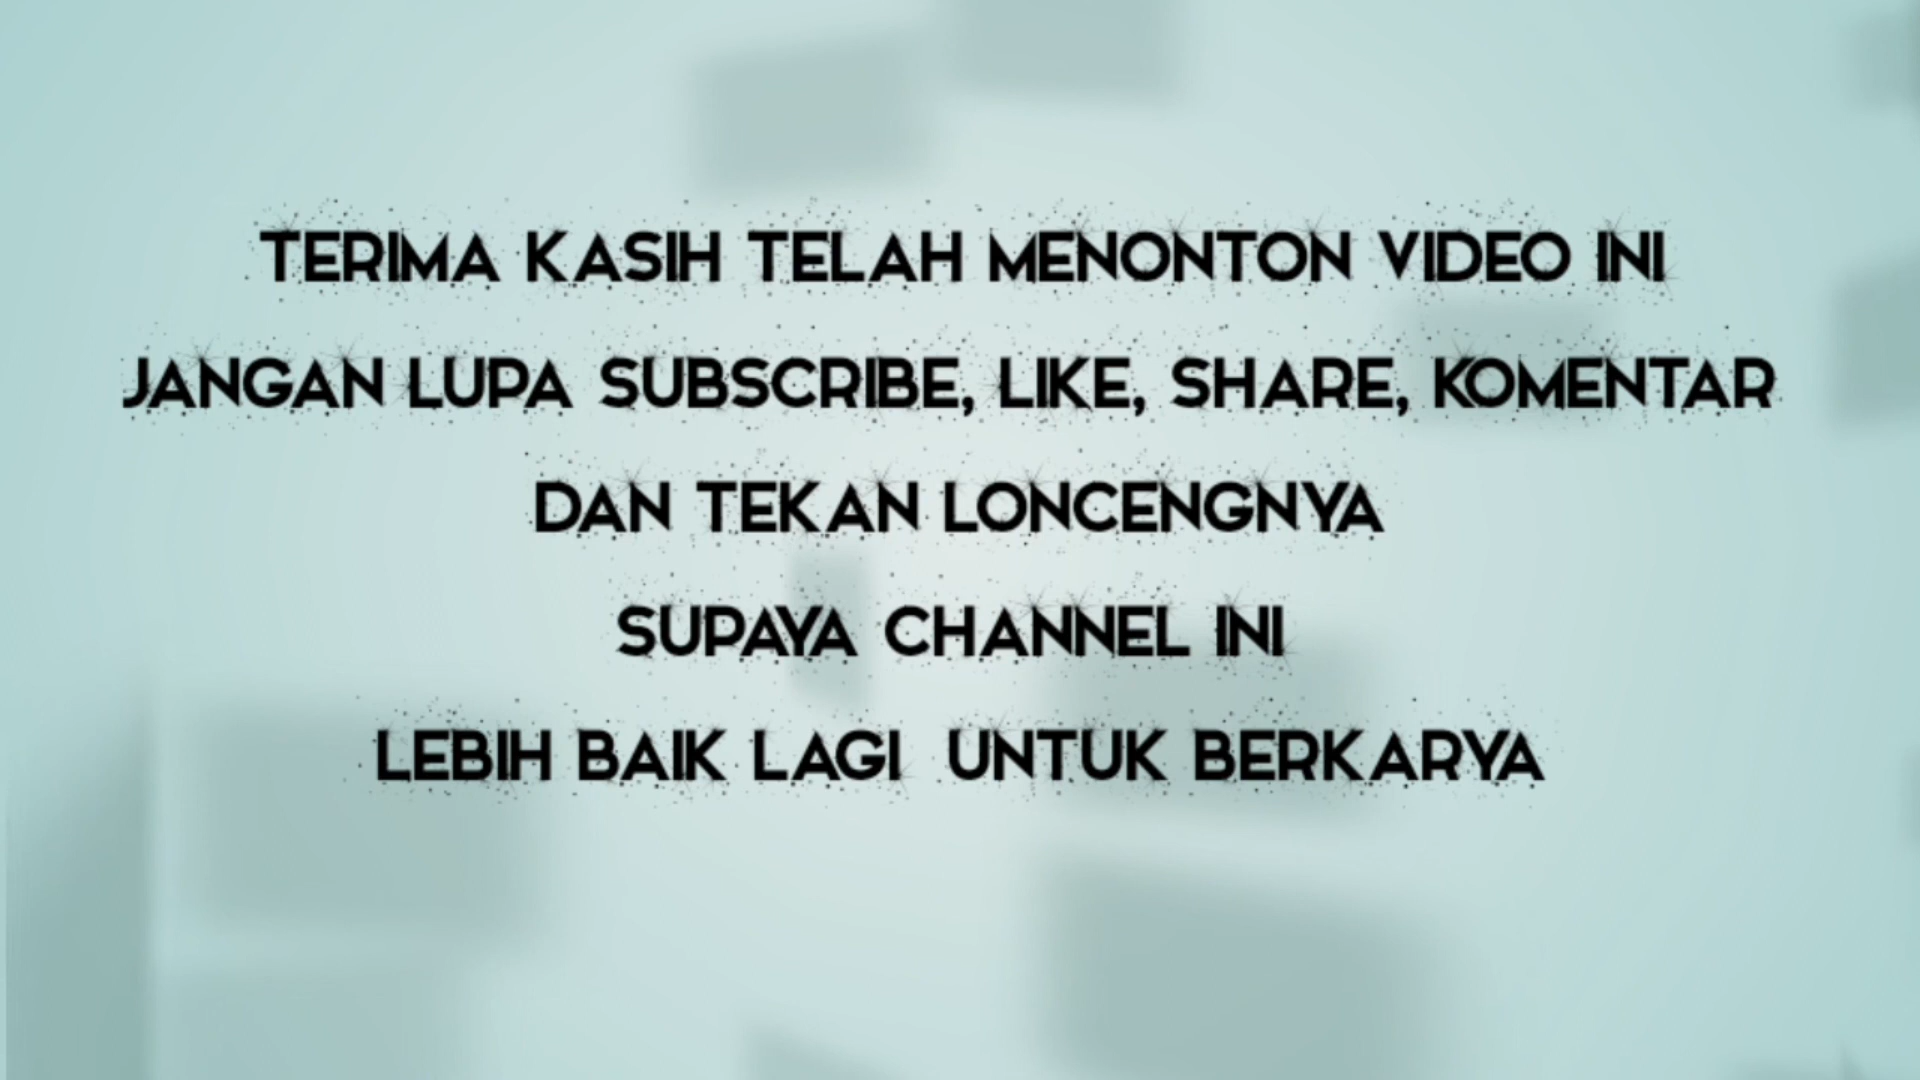 TERIMA KASIH TELAH MENONTON VIDEO INI
JANGAN LUPA SUBSCRIBE, LIKE, SHARE, KOMENTAR
DAN TEKAN LONCENGNYA
SUPAYA CHANNEL INI
LEBIH BAIK LAGI UNTUK BERKARYA